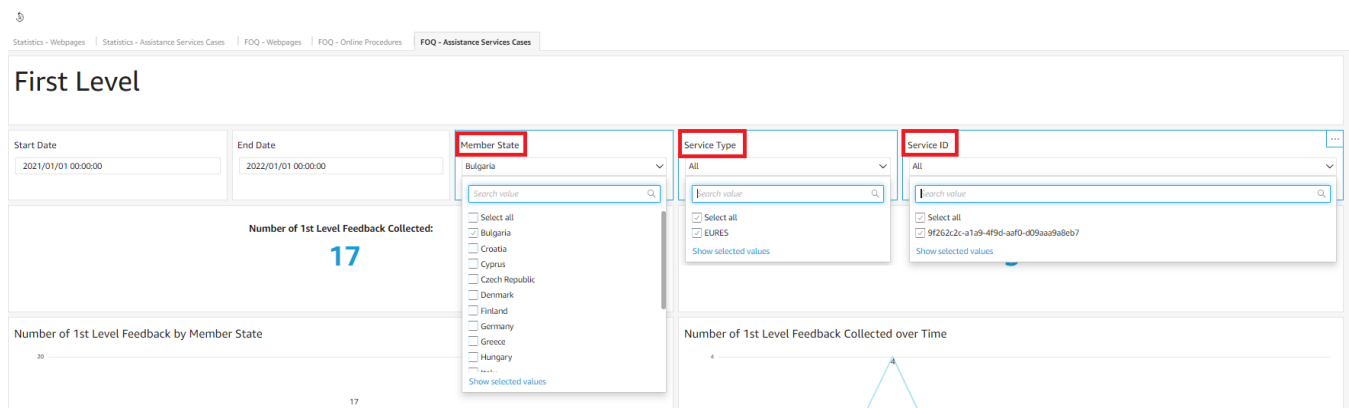 Statistics - Webpages
Statistics - Assistance Services Cases
FOQ - Webpages
FOQ - Online Procedures
FOQ - Assistance Services Cases
First Level
Start Date
2021/01/01 00:00:00
End Date
2022/01/01 00:00:00
Member State
Bulgaria
Search value
Select all
Bulgaria
Croatia
Cyprus
Czech Republic
Denmark
Finland
Germany
Greece
Hungary
Show selected values
Service Type
All
Search value
Select all
EURES
Show selected values
Service ID
All
Search value
Select all
9f262c2c-a1a9-4f9d-aaf0-d09aaa9a8eb7
Show selected values
Number of 1st Level Feedback Collected:
17
Number of 1st Level Feedback by Member State
20
17
Number of 1st Level Feedback Collected over Time
4
4